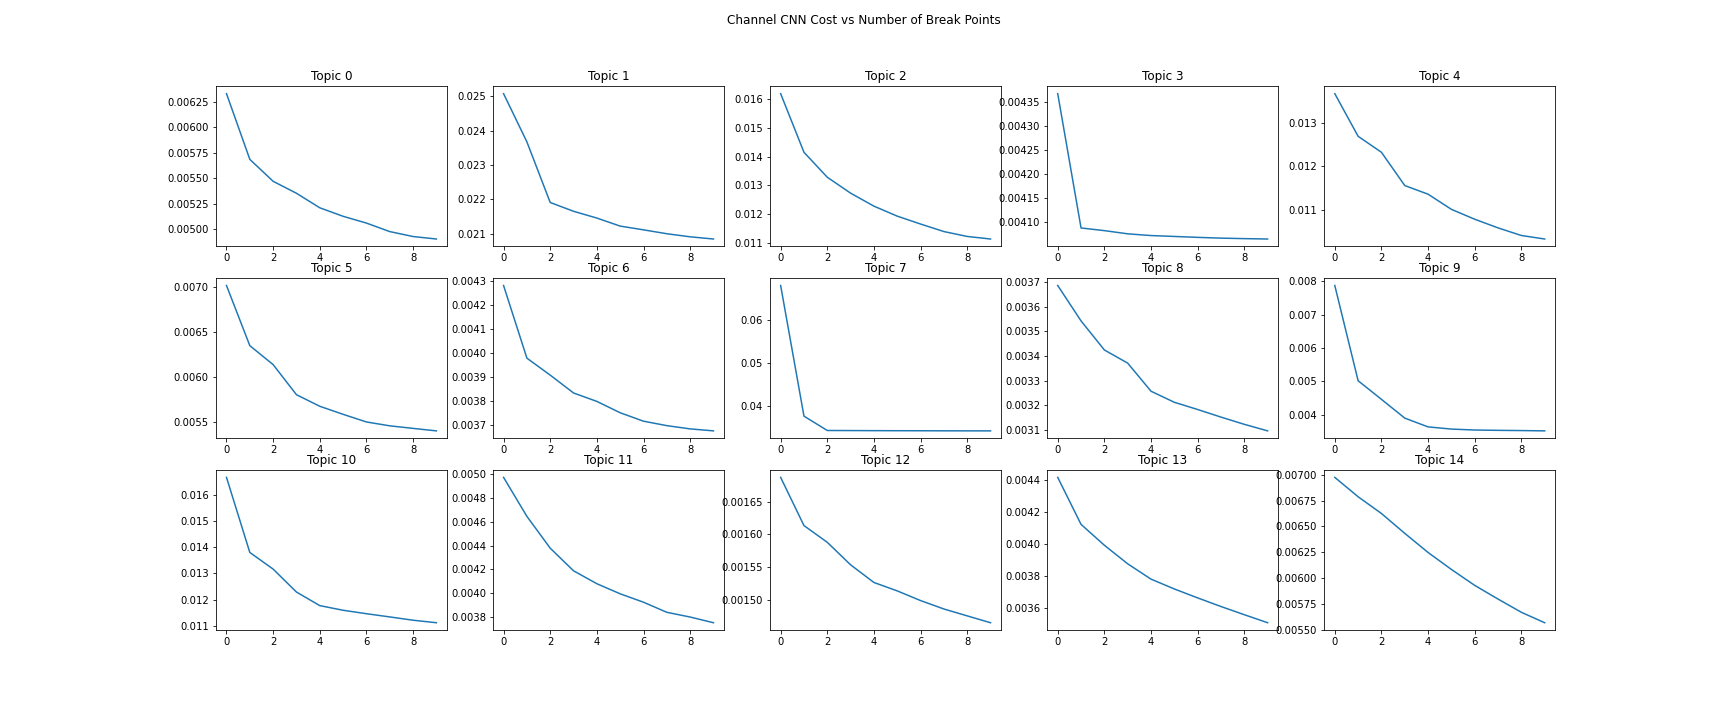 Channel CNN Cost vs Number of Break Points
Topic 0
0.00625
0.00600
0.00575
0.00550
0.00525
0.00500
0 2 4 6 8
Topic 1
0.025
0.024
0.023
0.022
0.021
0 2 4 6 8
Topic 2
0.016
0.015
0.014
0.013
0.012
0.011
0 2 4 6 8
Topic 3
0.00435
0.00430
0.00425
0.00420
0.00415
0.00410
0 2 4 6 8
Topic 4
0.013
0.012
0.011
0 2 4 6 8
Topic 5
0.0070
0.0065
0.0060
0.0055
0 2 4 6 8
Topic 6
0.0043
0.0042
0.0041
0.0040
0.0039
0.0038
0.0037
0 2 4 6 8
Topic 7
0.06
0.05
0.04
0 2 4 6 8
Topic 8
0.0037
0.0036
0.0035
0.0034
0.0033
0.0032
0.0031
0 2 4 6 8
Topic 9
0.008
0.007
0.006
0.005
0.004
0 2 4 6 8
Topic 10
0.016
0.015
0.014
0.013
0.012
0.011
0 2 4 6 8
Topic 11
0.0050
0.0048
0.0046
0.0044
0.0042
0.0040
0.0038
0 2 4 6 8
Topic 12
0.00165
0.00160
0.00155
0.00150
0 2 4 6 8
Topic 13
0.0044
0.0042
0.0040
0.0038
0.0036
0 2 4 6 8
Topic 14
0.00700
0.00675
0.00650
0.00625
0.00600
0.00575
0.00550
0 2 4 6 8